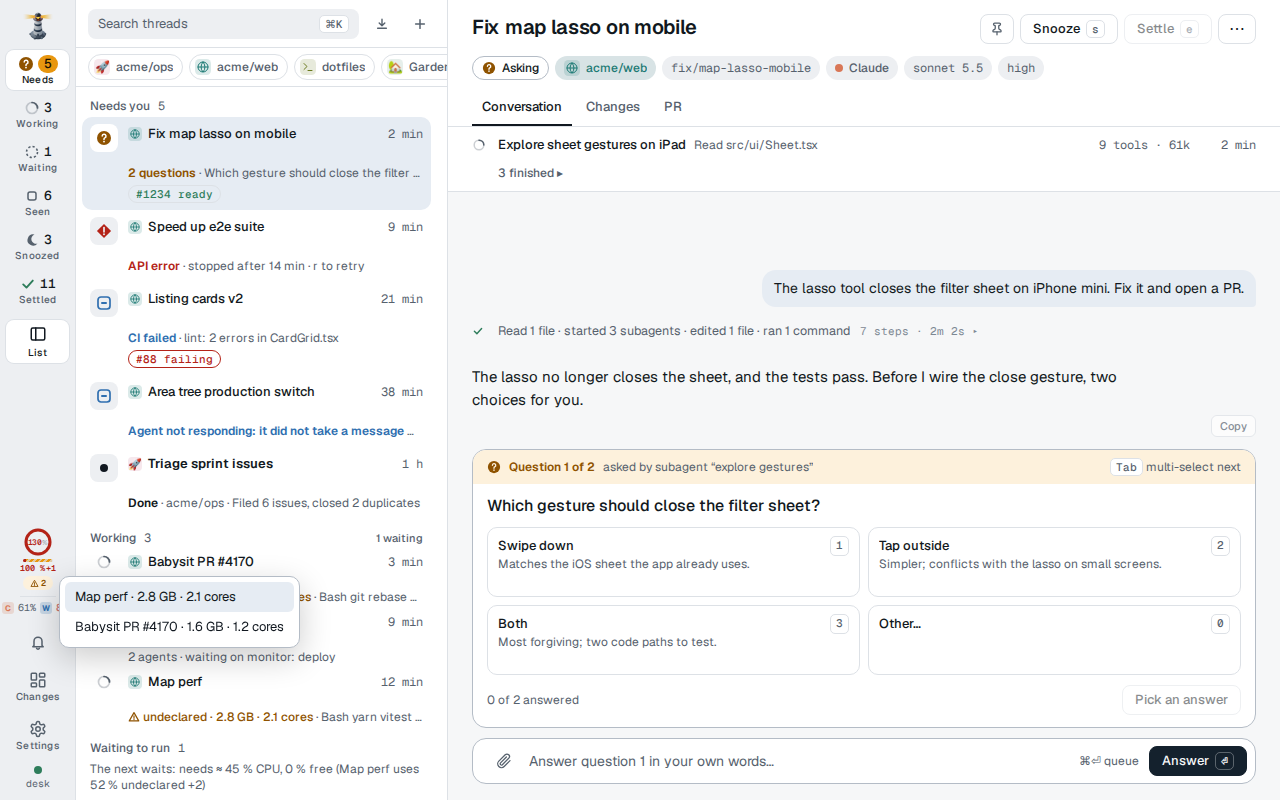 Search threads ⌘K
5
Needs
3
Working
1
Waiting
6
Seen
3
Snoozed
11
Settled
List
130%
100 %+1
2
C 61% W 8
Changes
Settings
desk
acme/ops acme/web dotfiles Garden
Needs you 5
Fix map lasso on mobile 2 min
2 questions · Which gesture should close the filter …
#1234 ready
Speed up e2e suite 9 min
API error · stopped after 14 min · r to retry
Listing cards v2 21 min
CI failed · lint: 2 errors in CardGrid.tsx
#88 failing
Area tree production switch 38 min
Agent not responding: it did not take a message …
Triage sprint issues 1 h
Done · acme/ops · Filed 6 issues, closed 2 duplicates
Working 3 1 waiting
Babysit PR #4170 3 min
Map perf · 2.8 GB · 2.1 cores
Babysit PR #4170 · 1.6 GB · 1.2 cores
es · Bash git rebase …
9 min
2 agents · waiting on monitor: deploy
Map perf 12 min
undeclared · 2.8 GB · 2.1 cores · Bash yarn vitest …
Waiting to run 1
The next waits: needs ≈ 45 % CPU, 0 % free (Map perf uses
52 % undeclared +2)
Fix map lasso on mobile
Snooze s Settle e ···
Asking acme/web fix/map-lasso-mobile Claude sonnet 5.5 high
Conversation Changes PR
Explore sheet gestures on iPad Read src/ui/Sheet.tsx 9 tools · 61k 2 min
3 finished ▸
The lasso tool closes the filter sheet on iPhone mini. Fix it and open a PR.
Read 1 file · started 3 subagents · edited 1 file · ran 1 command 7 steps · 2m 2s ▸
The lasso no longer closes the sheet, and the tests pass. Before I wire the close gesture, two
choices for you.
Copy
Question 1 of 2 asked by subagent “explore gestures” Tab multi-select next
Which gesture should close the filter sheet?
Swipe down 1
Matches the iOS sheet the app already uses.
Tap outside 2
Simpler; conflicts with the lasso on small screens.
Both 3
Most forgiving; two code paths to test.
Other… 0
0 of 2 answered Pick an answer
Answer question 1 in your own words… ⌘⏎ queue Answer ⏎